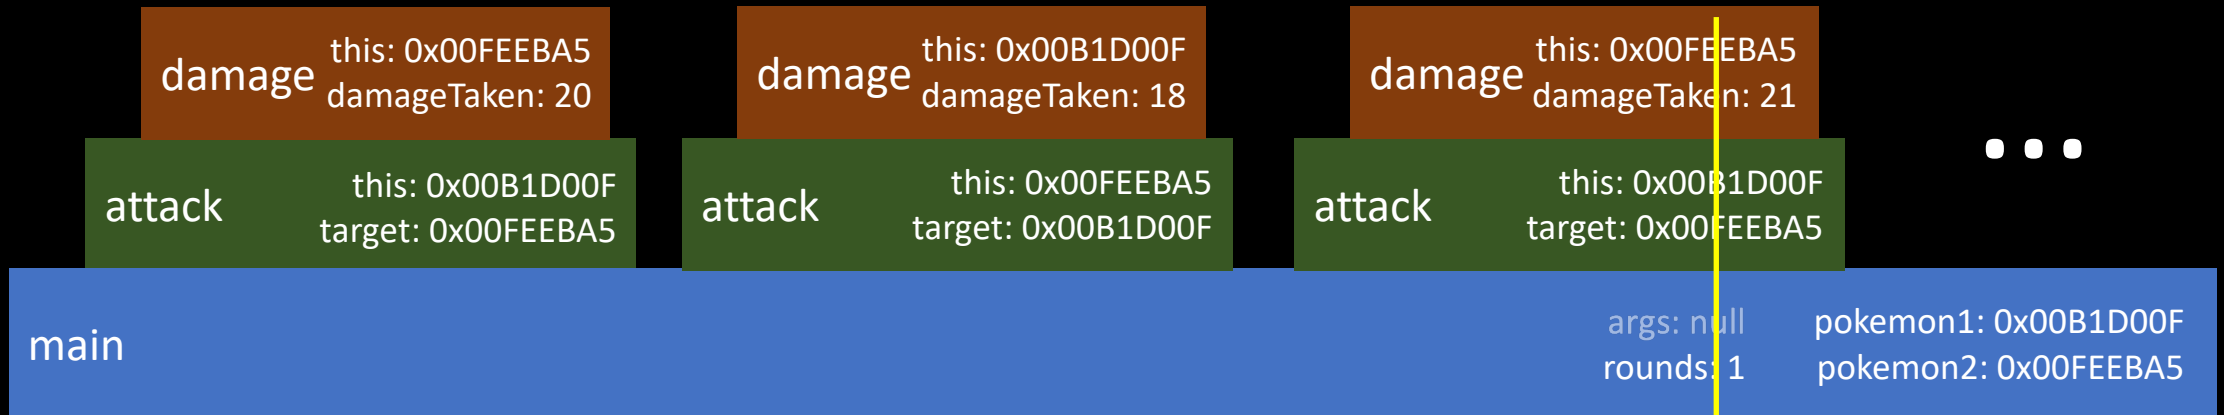 damage
this: 0x00FEEBA5
damageTaken: 20
damage
this: 0x00B1D00F
damageTaken: 18
damage
this: 0x00FEEBA5
damageTaken: 21
attack
this: 0x00B1D00F
target: 0x00FEEBA5
attack
this: 0x00FEEBA5
target: 0x00B1D00F
attack
this: 0x00B1D00F
target: 0x00FEEBA5
...
main
args: null
rounds: 1
pokemon1: 0x00B1D00F
pokemon2: 0x00FEEBA5